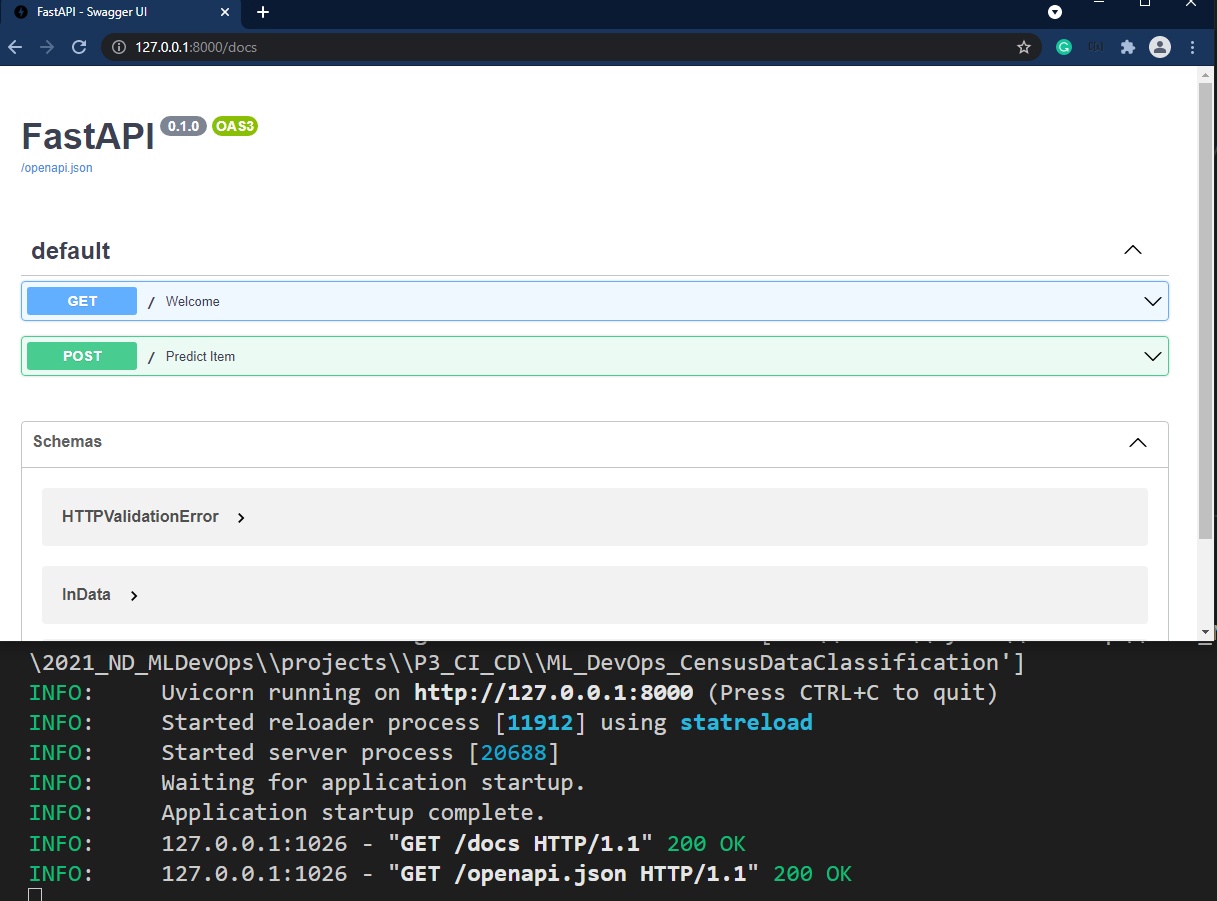 FastAPI - Swagger UI
127.0.0.1:8000/docs
FastAPI 0.1.0 OAS3
/openapi.json
default
GET / Welcome
POST / Predict Item
Schemas
HTTPValidationError
InData
\2021_ND_MLDevOps\\projects\\P3_CI_CD\\ML_DevOps_CensusDataClassification']
INFO: Uvicorn running on http://127.0.0.1:8000 (Press CTRL+C to quit)
INFO: Started reloader process [11912] using statreload
INFO: Started server process [20688]
INFO: Waiting for application startup.
INFO: Application startup complete.
INFO: 127.0.0.1:1026 - "GET /docs HTTP/1.1" 200 OK
INFO: 127.0.0.1:1026 - "GET /openapi.json HTTP/1.1" 200 OK